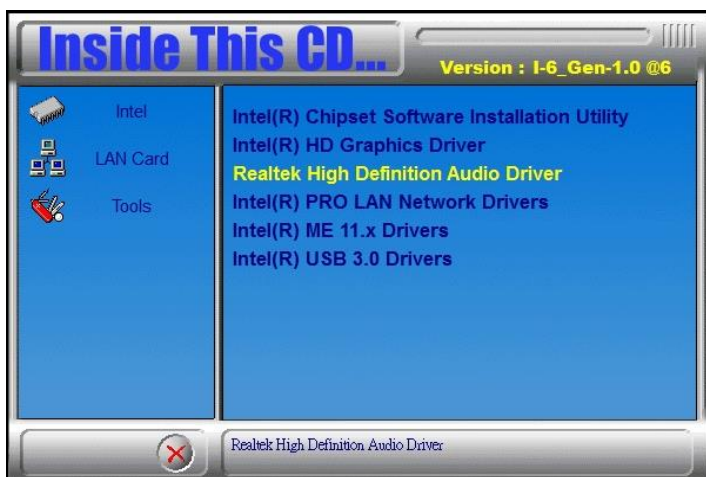 Inside This CD...
Version : I-6_Gen-1.0 @6
Intel
LAN Card
Tools
Intel(R) Chipset Software Installation Utility
Intel(R) HD Graphics Driver
Realtek High Definition Audio Driver
Intel(R) PRO LAN Network Drivers
Intel(R) ME 11.x Drivers
Intel(R) USB 3.0 Drivers
Realtek High Definition Audio Driver